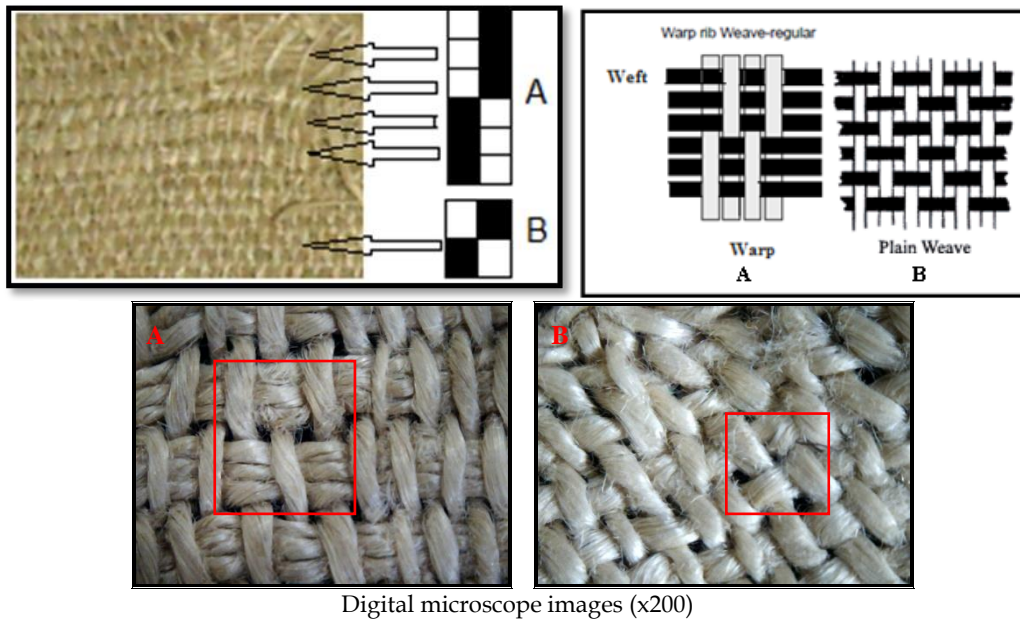 A
B
Warp rib Weave-regular
Weft
Warp
Plain Weave
A
B
A
B
Digital microscope images (x200)